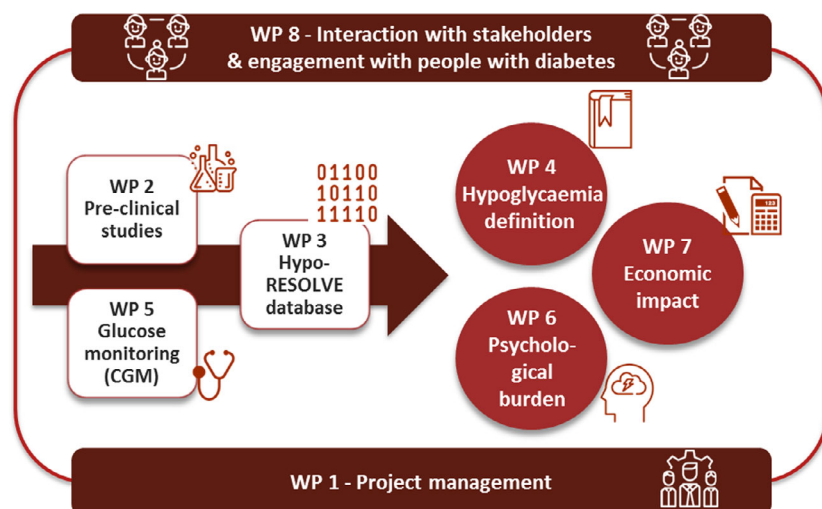 WP 8 - Interaction with stakeholders
& engagement with people with diabetes
WP 2
Pre-clinical
studies
01100
10110
11110
WP 3
Hypo-
RESOLVE
database
WP 5
Glucose
monitoring
(CGM)
WP 4
Hypoglycaemia
definition
123
WP 7
Economic
impact
WP 6
Psycholo-
gical
burden
WP 1 - Project management